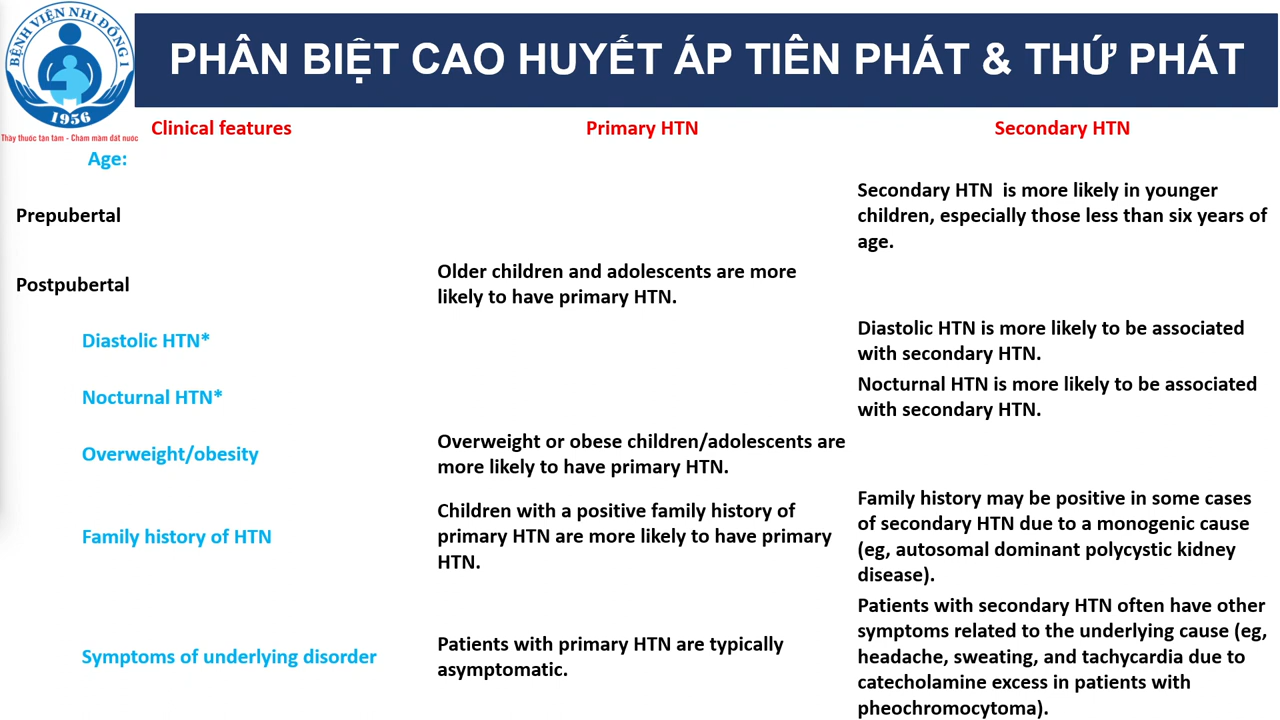 BỆNH VIỆN NHI ĐỒNG 1
1956
Thầy thuốc tận tâm - Chăm mầm đất nước
PHÂN BIỆT CAO HUYẾT ÁP TIÊN PHÁT & THỨ PHÁT
Clinical features
Primary HTN
Secondary HTN
Age:
Prepubertal
Secondary HTN is more likely in younger
children, especially those less than six years of
age.
Postpubertal
Older children and adolescents are more
likely to have primary HTN.
Diastolic HTN*
Diastolic HTN is more likely to be associated
with secondary HTN.
Nocturnal HTN*
Nocturnal HTN is more likely to be associated
with secondary HTN.
Overweight/obesity
Overweight or obese children/adolescents are
more likely to have primary HTN.
Family history of HTN
Children with a positive family history of
primary HTN are more likely to have primary
HTN.
Family history may be positive in some cases
of secondary HTN due to a monogenic cause
(eg, autosomal dominant polycystic kidney
disease).
Symptoms of underlying disorder
Patients with primary HTN are typically
asymptomatic.
Patients with secondary HTN often have other
symptoms related to the underlying cause (eg,
headache, sweating, and tachycardia due to
catecholamine excess in patients with
pheochromocytoma).